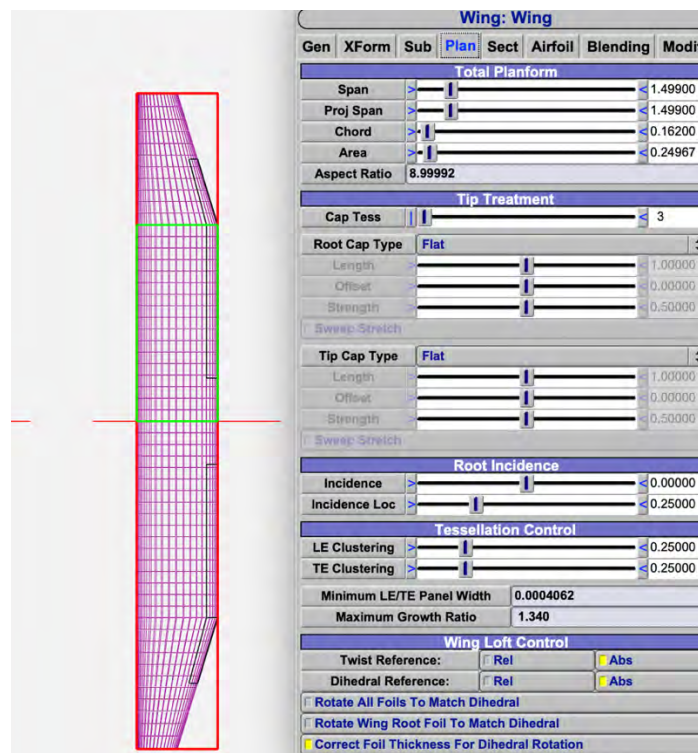 Wing: Wing
Gen XForm Sub Plan Sect Airfoil Blending Modif
Total Planform
Span > < 1.49900
Proj Span > < 1.49900
Chord > < 0.16200
Area > < 0.24967
Aspect Ratio 8.99992
Tip Treatment
Cap Tess | < 3
Root Cap Type Flat
Length > < 1.00000
Offset > < 0.00000
Strength > < 0.50000
Sweep Stretch
Tip Cap Type Flat
Length > < 1.00000
Offset > < 0.00000
Strength > < 0.50000
Sweep Stretch
Root Incidence
Incidence > < 0.00000
Incidence Loc > < 0.25000
Tessellation Control
LE Clustering > < 0.25000
TE Clustering > < 0.25000
Minimum LE/TE Panel Width 0.0004062
Maximum Growth Ratio 1.340
Wing Loft Control
Twist Reference: Rel Abs
Dihedral Reference: Rel Abs
Rotate All Foils To Match Dihedral
Rotate Wing Root Foil To Match Dihedral
Correct Foil Thickness For Dihedral Rotation